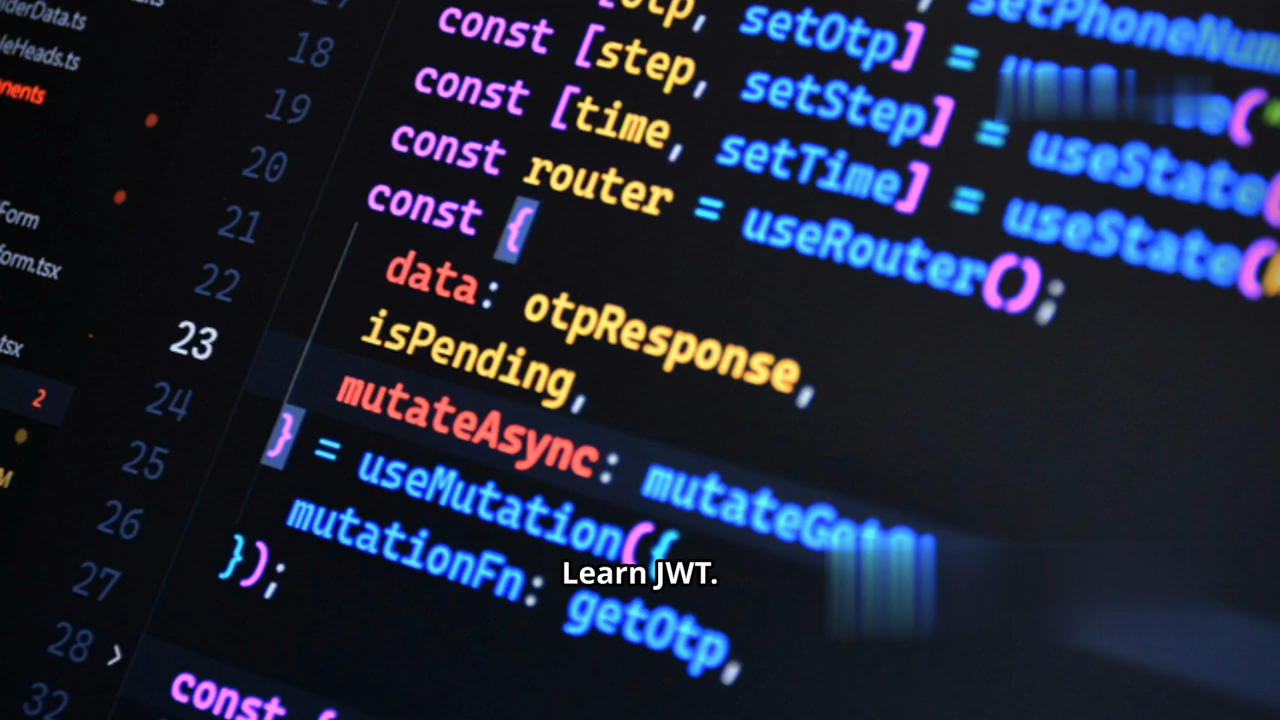 derData.ts
leHeads.ts
nents
Form
form.tsx
tsx
2
M
18
19
20
21
22
23
24
25
26
27
28
32
[otp, setOtp] =
const [step, setStep] =
const [time, setTime] = useState(
const router = useRouter(); useState(
const {
data: otpResponse,
isPending,
mutateAsync:
} = useMutation({
mutationFn: getOtp,
});
const {
Learn JWT.